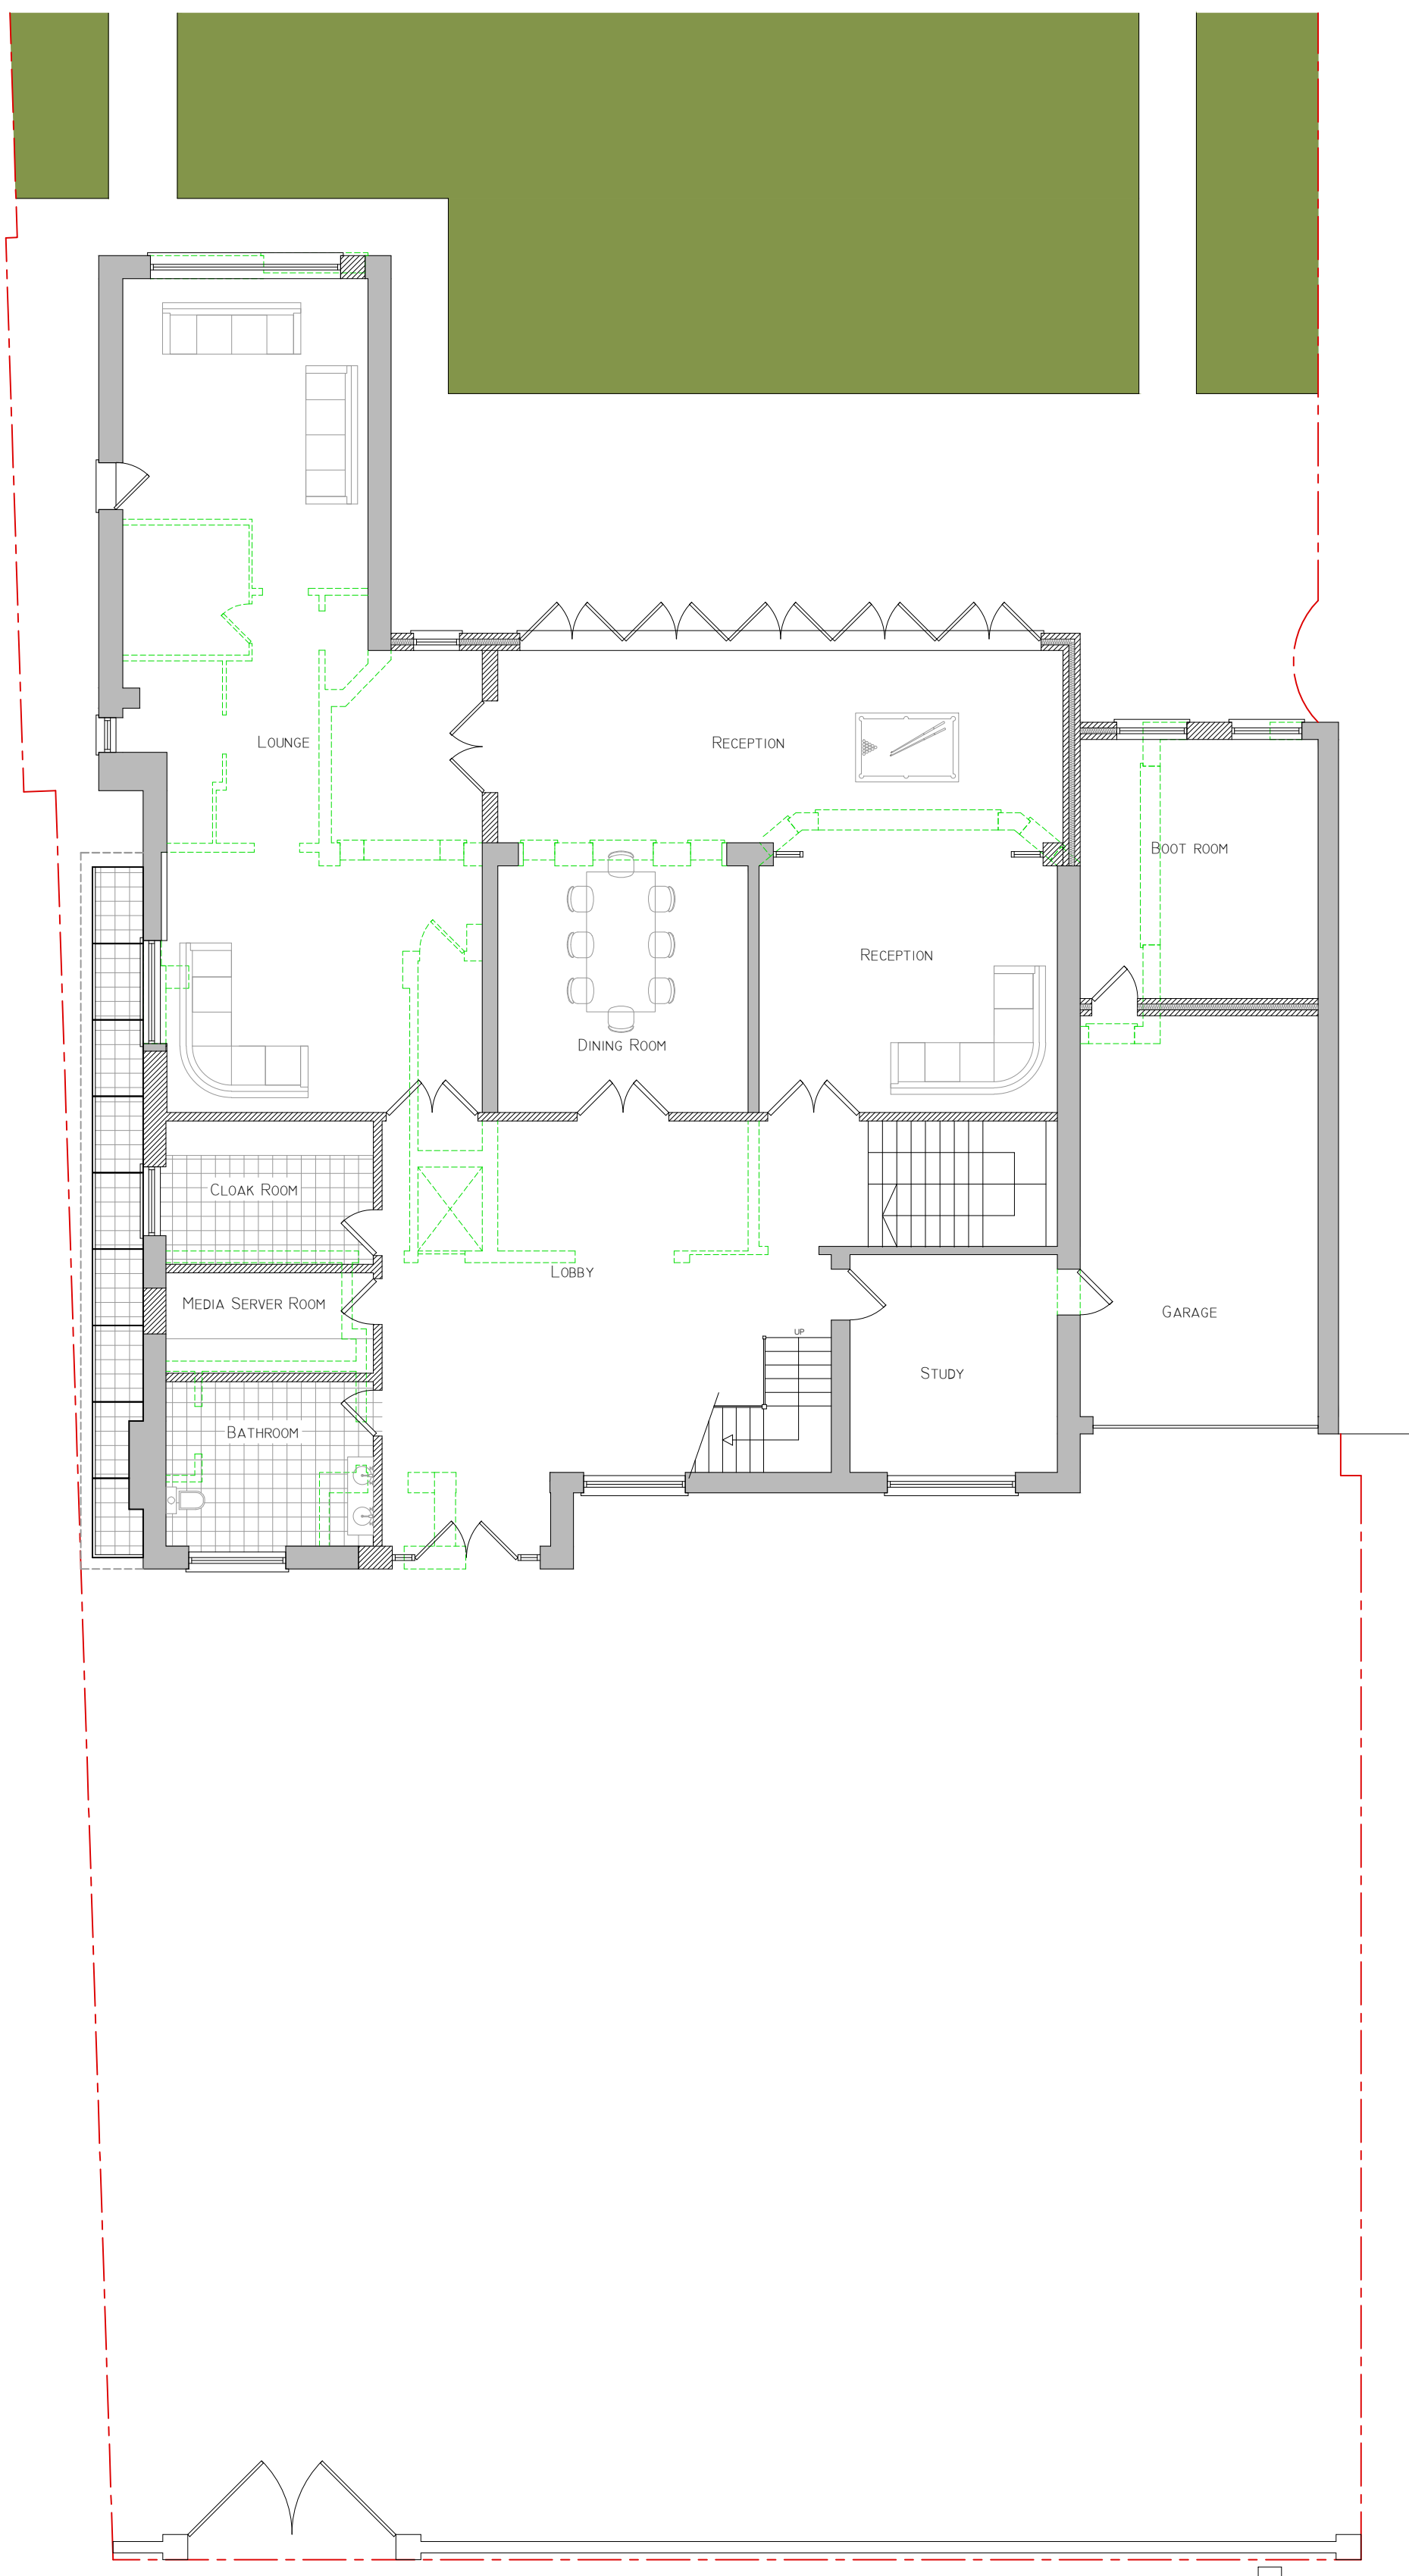 Lounge
Reception
Boot room
Reception
Dining Room
Cloak Room
Lobby
Media Server Room
Garage
UP
Study
Bathroom